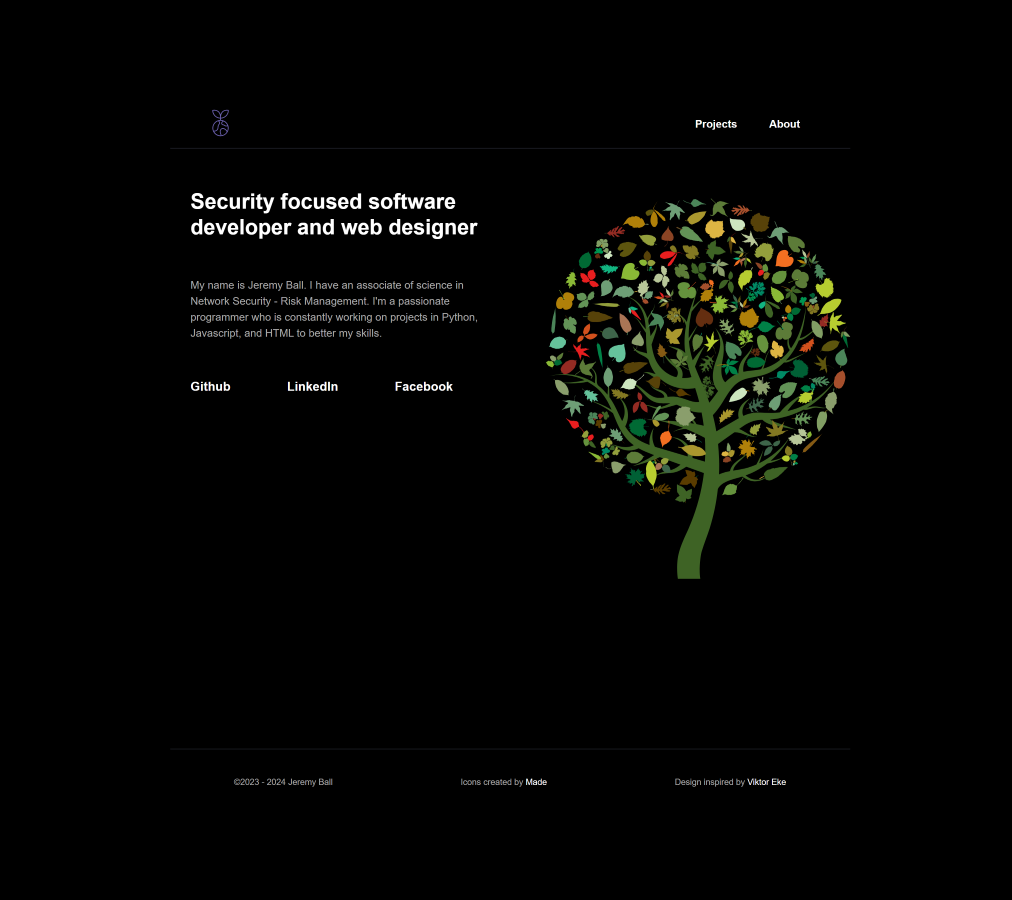 Projects About
Security focused software
developer and web designer
My name is Jeremy Ball. I have an associate of science in
Network Security - Risk Management. I'm a passionate
programmer who is constantly working on projects in Python,
Javascript, and HTML to better my skills.
Github LinkedIn Facebook
©2023 - 2024 Jeremy Ball Icons created by Made Design inspired by Viktor Eke